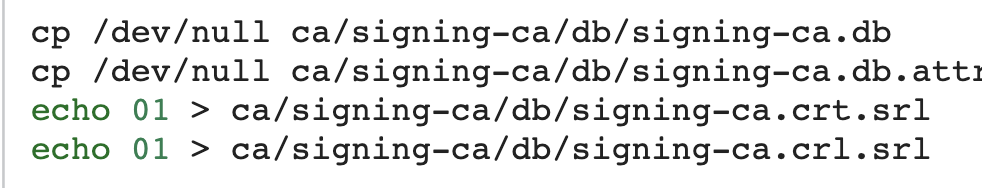 cp /dev/null ca/signing-ca/db/signing-ca.db
cp /dev/null ca/signing-ca/db/signing-ca.db.attr
echo 01 > ca/signing-ca/db/signing-ca.crt.srl
echo 01 > ca/signing-ca/db/signing-ca.crl.srl